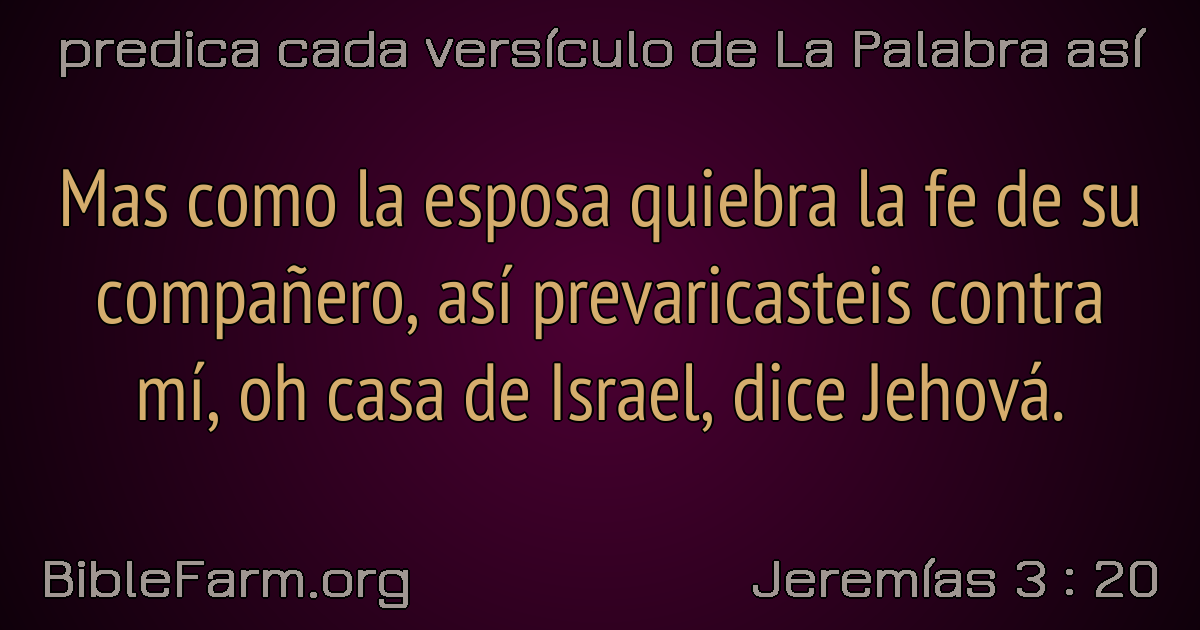 predica cada versículo de La Palabra así
Mas como la esposa quiebra la fe de su
compañero, así prevaricasteis contra
mí, oh casa de Israel, dice Jehová.
BibleFarm.org
Jeremías 3 : 20